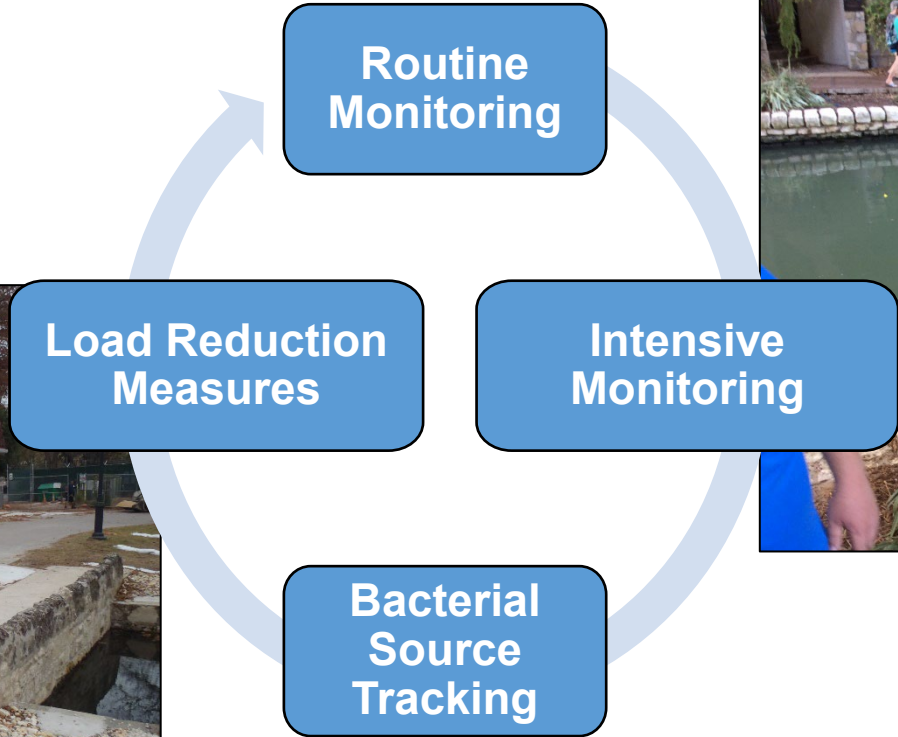 Routine
Monitoring
Load Reduction
Measures
Intensive
Monitoring
Bacterial
Source
Tracking